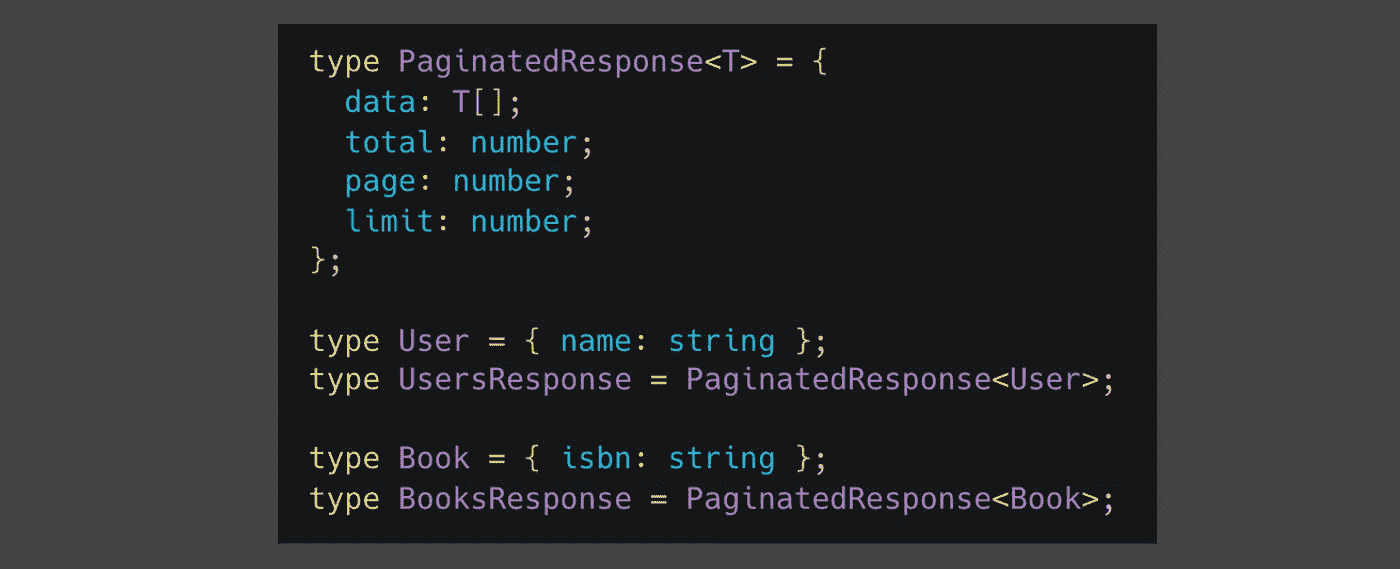 type PaginatedResponse<T> = {
  data: T[];
  total: number;
  page: number;
  limit: number;
};

type User = { name: string };
type UsersResponse = PaginatedResponse<User>;

type Book = { isbn: string };
type BooksResponse = PaginatedResponse<Book>;